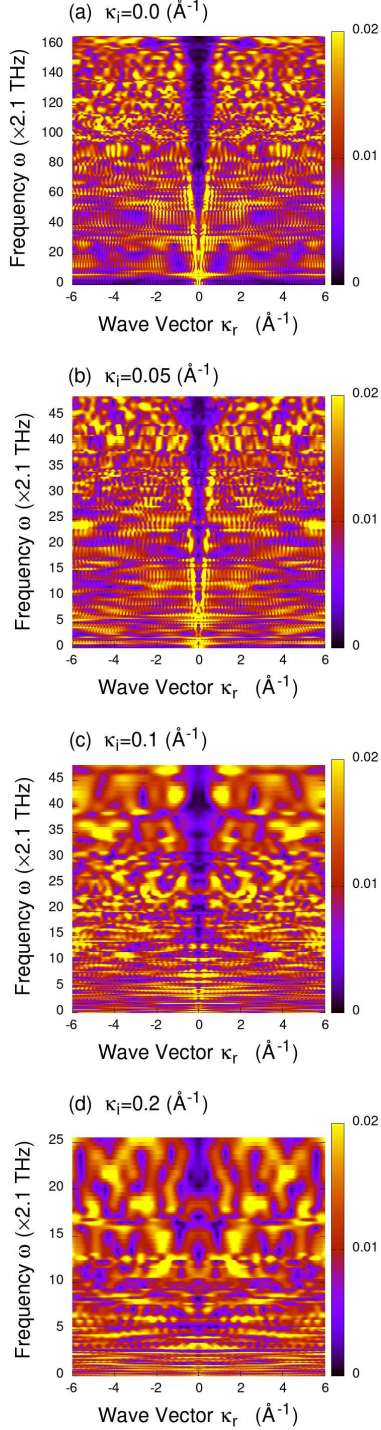 (a) κi=0.0 (Å-1)
0.02
160
140
120
100
80
60
40
20
0
0.01
0
Frequency ω (×2.1 THz)
-6 -4 -2 0 2 4 6
Wave Vector κr (Å-1)
(b) κi=0.05 (Å-1)
0.02
45
40
35
30
25
20
15
10
5
0
0.01
0
Frequency ω (×2.1 THz)
-6 -4 -2 0 2 4 6
Wave Vector κr (Å-1)
(c) κi=0.1 (Å-1)
0.02
45
40
35
30
25
20
15
10
5
0
0.01
0
Frequency ω (×2.1 THz)
-6 -4 -2 0 2 4 6
Wave Vector κr (Å-1)
(d) κi=0.2 (Å-1)
0.02
25
20
15
10
5
0
0.01
0
Frequency ω (×2.1 THz)
-6 -4 -2 0 2 4 6
Wave Vector κr (Å-1)